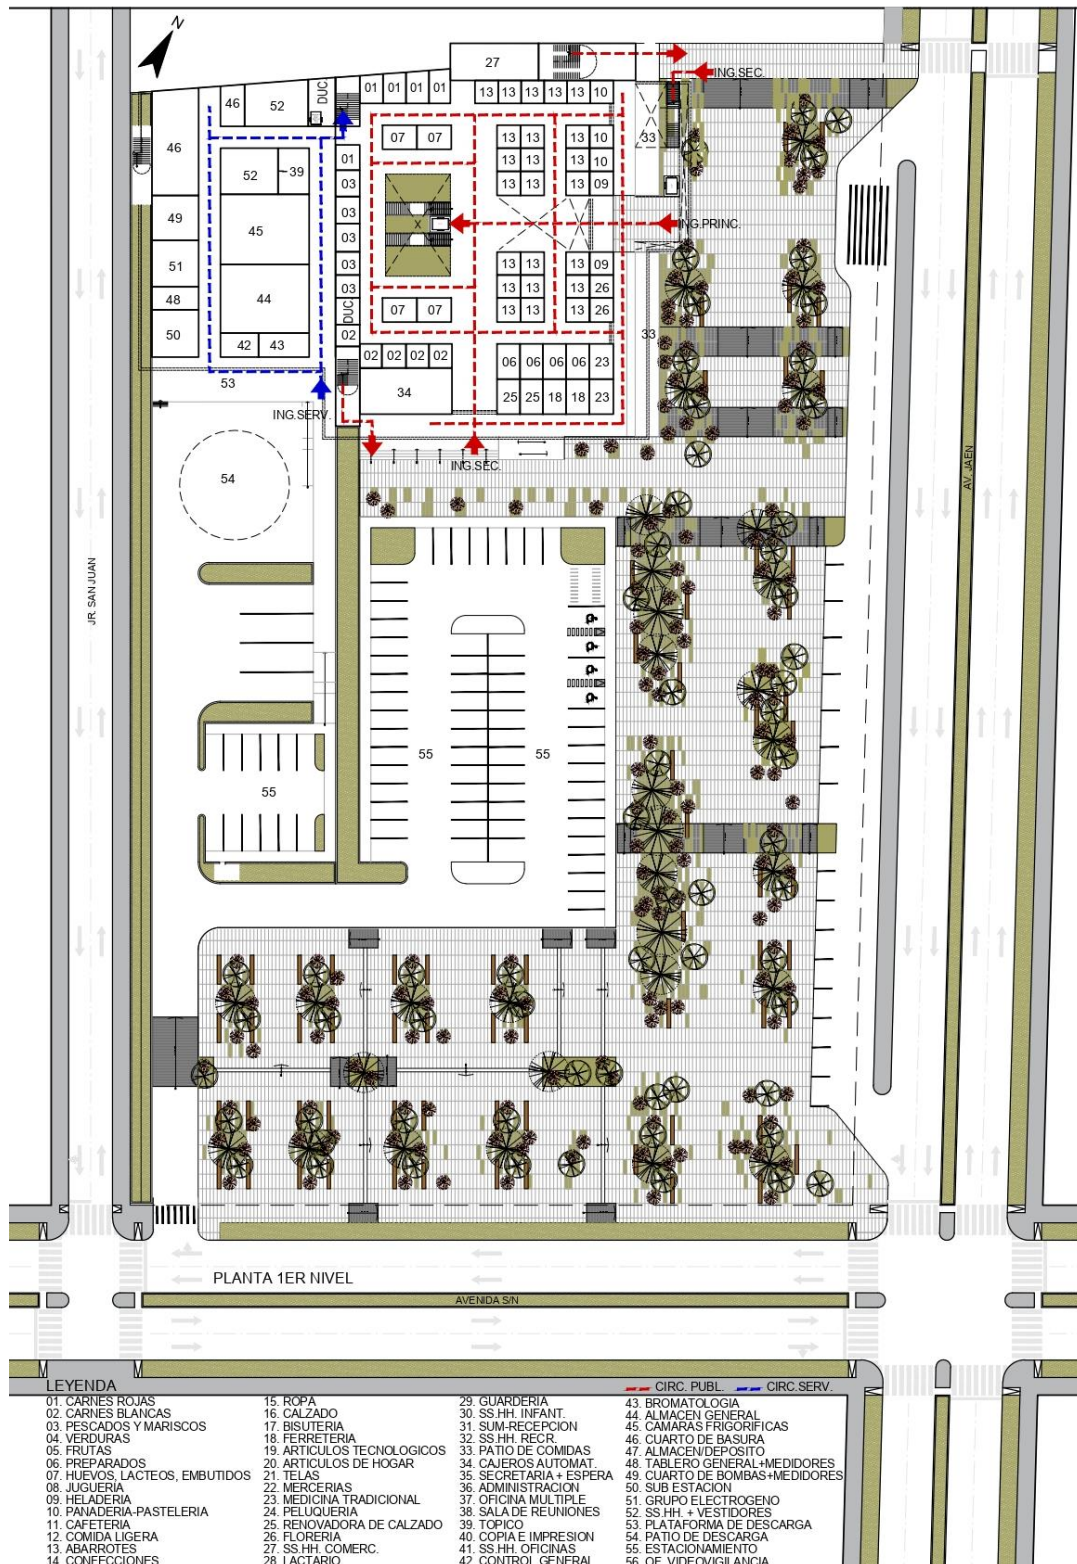 N
27
ING.SEC.
46 52 DUC 01 01 01 01 13 13 13 13 13 10
33
46 07 07 13 13 13 10
52 39 01 13 13 13 10
03 13 13 13 09
49 45 03 X ING.PRINC.
51 03 13 13 13 09
03
48 44 03 13 13 13 26
50 DUC 07 07 13 13 13 26
42 43 02 33
02 02 02 02 06 06 06 06 23
53 34 25 25 18 18 23
ING.SERV.
ING.SEC.
54
AV. JAEN
JR. SAN JUAN
55 55
55
PLANTA 1ER NIVEL
AVENIDA S/N
LEYENDA
CIRC. PUBL. CIRC.SERV.
01. CARNES ROJAS
02. CARNES BLANCAS
03. PESCADOS Y MARISCOS
04. VERDURAS
05. FRUTAS
06. PREPARADOS
07. HUEVOS, LACTEOS, EMBUTIDOS
08. JUGUERIA
09. HELADERIA
10. PANADERIA-PASTELERIA
11. CAFETERIA
12. COMIDA LIGERA
13. ABARROTES
14. CONFECCIONES
15. ROPA
16. CALZADO
17. BISUTERIA
18. FERRETERIA
19. ARTICULOS TECNOLOGICOS
20. ARTICULOS DE HOGAR
21. TELAS
22. MERCERIAS
23. MEDICINA TRADICIONAL
24. PELUQUERIA
25. RENOVADORA DE CALZADO
26. FLORERIA
27. SS.HH. COMERC.
28. LACTARIO
29. GUARDERIA
30. SS.HH. INFANT.
31. SUM-RECEPCION
32. SS.HH. RECR.
33. PATIO DE COMIDAS
34. CAJEROS AUTOMAT.
35. SECRETARIA + ESPERA
36. ADMINISTRACION
37. OFICINA MULTIPLE
38. SALA DE REUNIONES
39. TOPICO
40. COPIA E IMPRESION
41. SS.HH. OFICINAS
42. CONTROL GENERAL
43. BROMATOLOGIA
44. ALMACEN GENERAL
45. CAMARAS FRIGORIFICAS
46. CUARTO DE BASURA
47. ALMACEN/DEPOSITO
48. TABLERO GENERAL+MEDIDORES
49. CUARTO DE BOMBAS+MEDIDORES
50. SUB ESTACION
51. GRUPO ELECTROGENO
52. SS.HH. + VESTIDORES
53. PLATAFORMA DE DESCARGA
54. PATIO DE DESCARGA
55. ESTACIONAMIENTO
56. OF. VIDEOVIGILANCIA